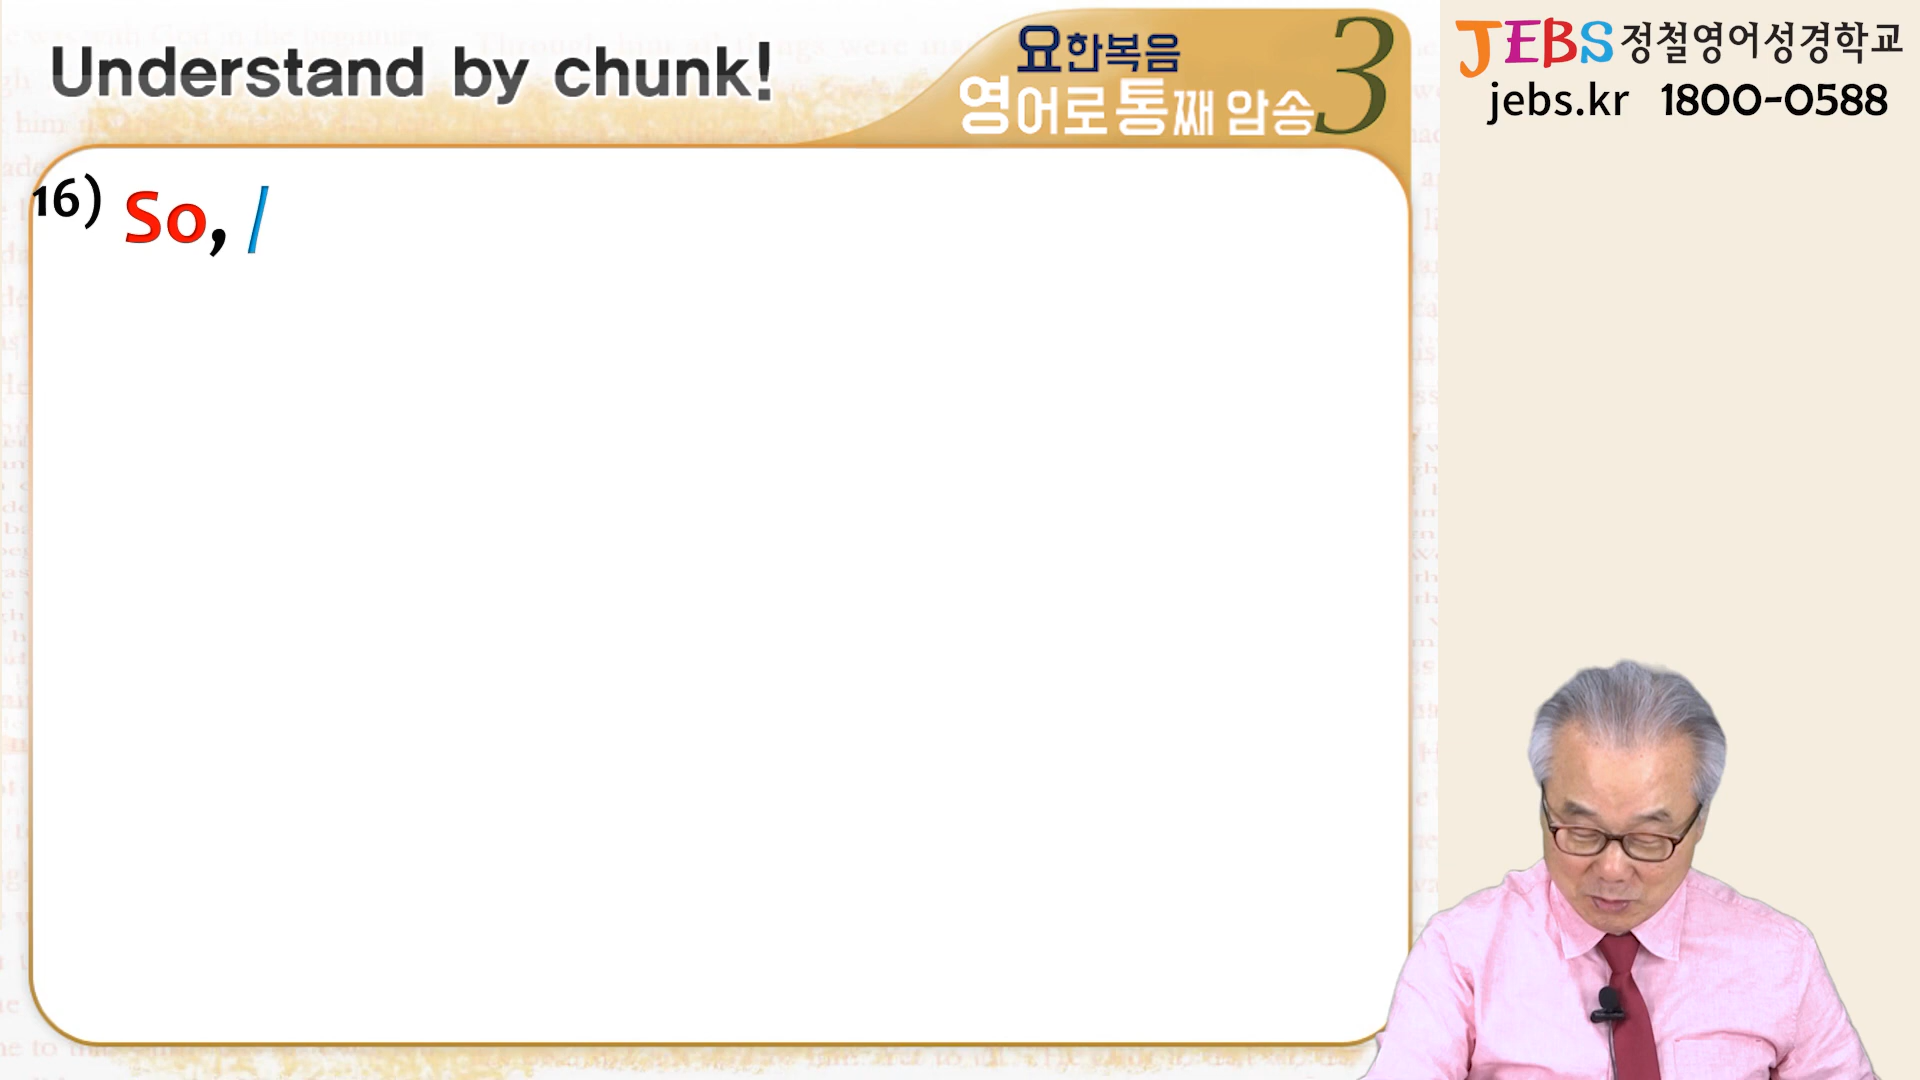 Understand by chunk!
요한복음
영어로 통째 암송 3
JEBS 정철영어성경학교
jebs.kr 1800-0588
16) So, /